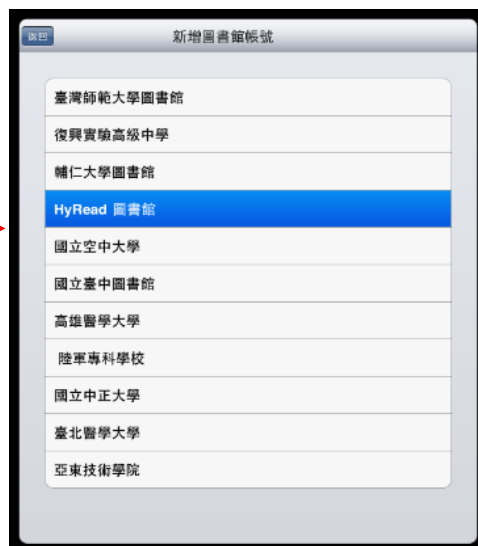 返回
新增圖書館帳號
臺灣師範大學圖書館
復興實驗高級中學
輔仁大學圖書館
HyRead 圖書館
國立空中大學
國立臺中圖書館
高雄醫學大學
陸軍專科學校
國立中正大學
臺北醫學大學
亞東技術學院